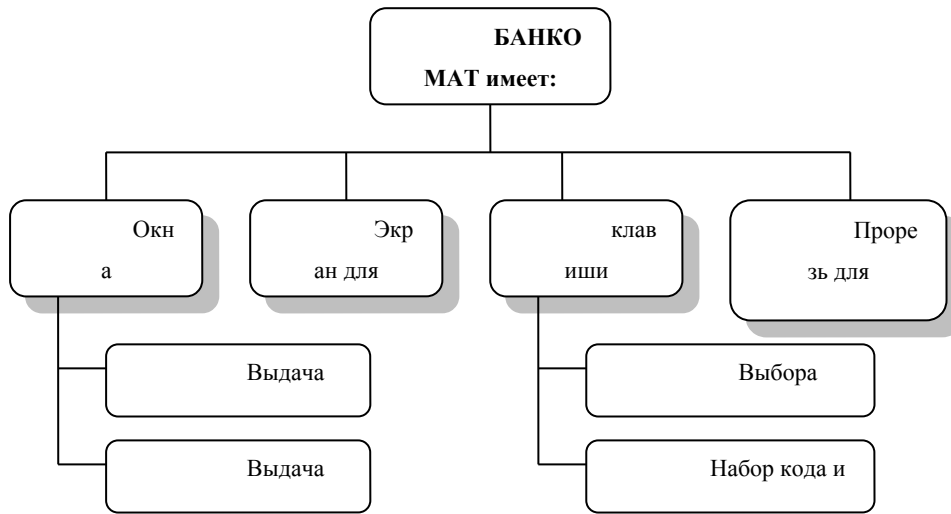 БАНКО
МАТ имеет:
Окн
а
Экр
ан для
клав
иши
Проре
зь для
Выдача
Выбора
Выдача
Набор кода и